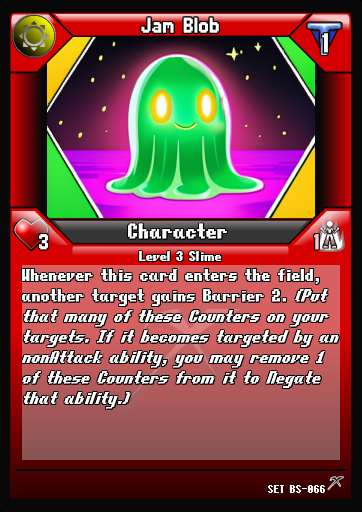 Jam Blob
1
Character
3
1
Level 3 Slime
Whenever this card enters the field,
another target gains Barrier 2. (Put
that many of these Counters on your
targets. If it becomes targeted by an
nonAttack ability, you may remove 1
of these Counters from it to Negate
that ability.)
SET BS-066